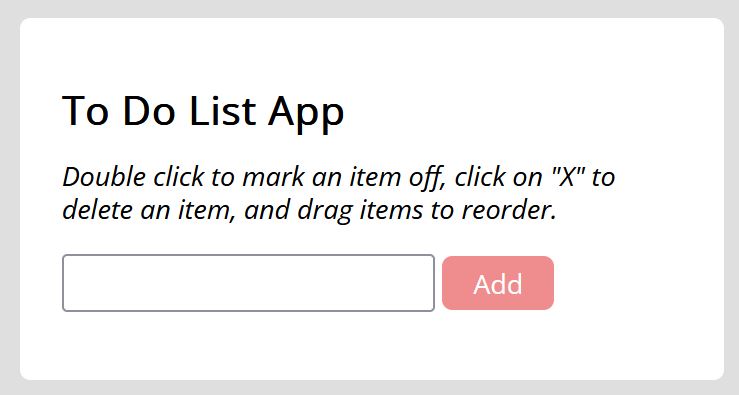 To Do List App
Double click to mark an item off, click on "X" to
delete an item, and drag items to reorder.
Add